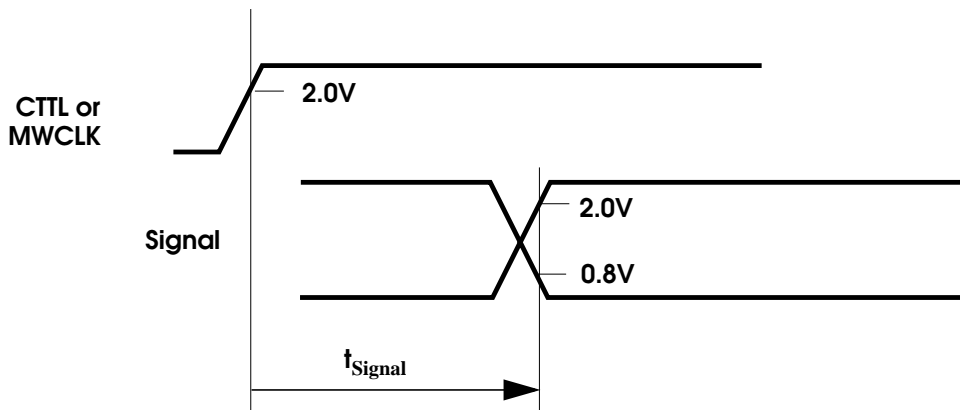 CTTL or
MWCLK
2.0V
Signal
2.0V
0.8V
tSignal